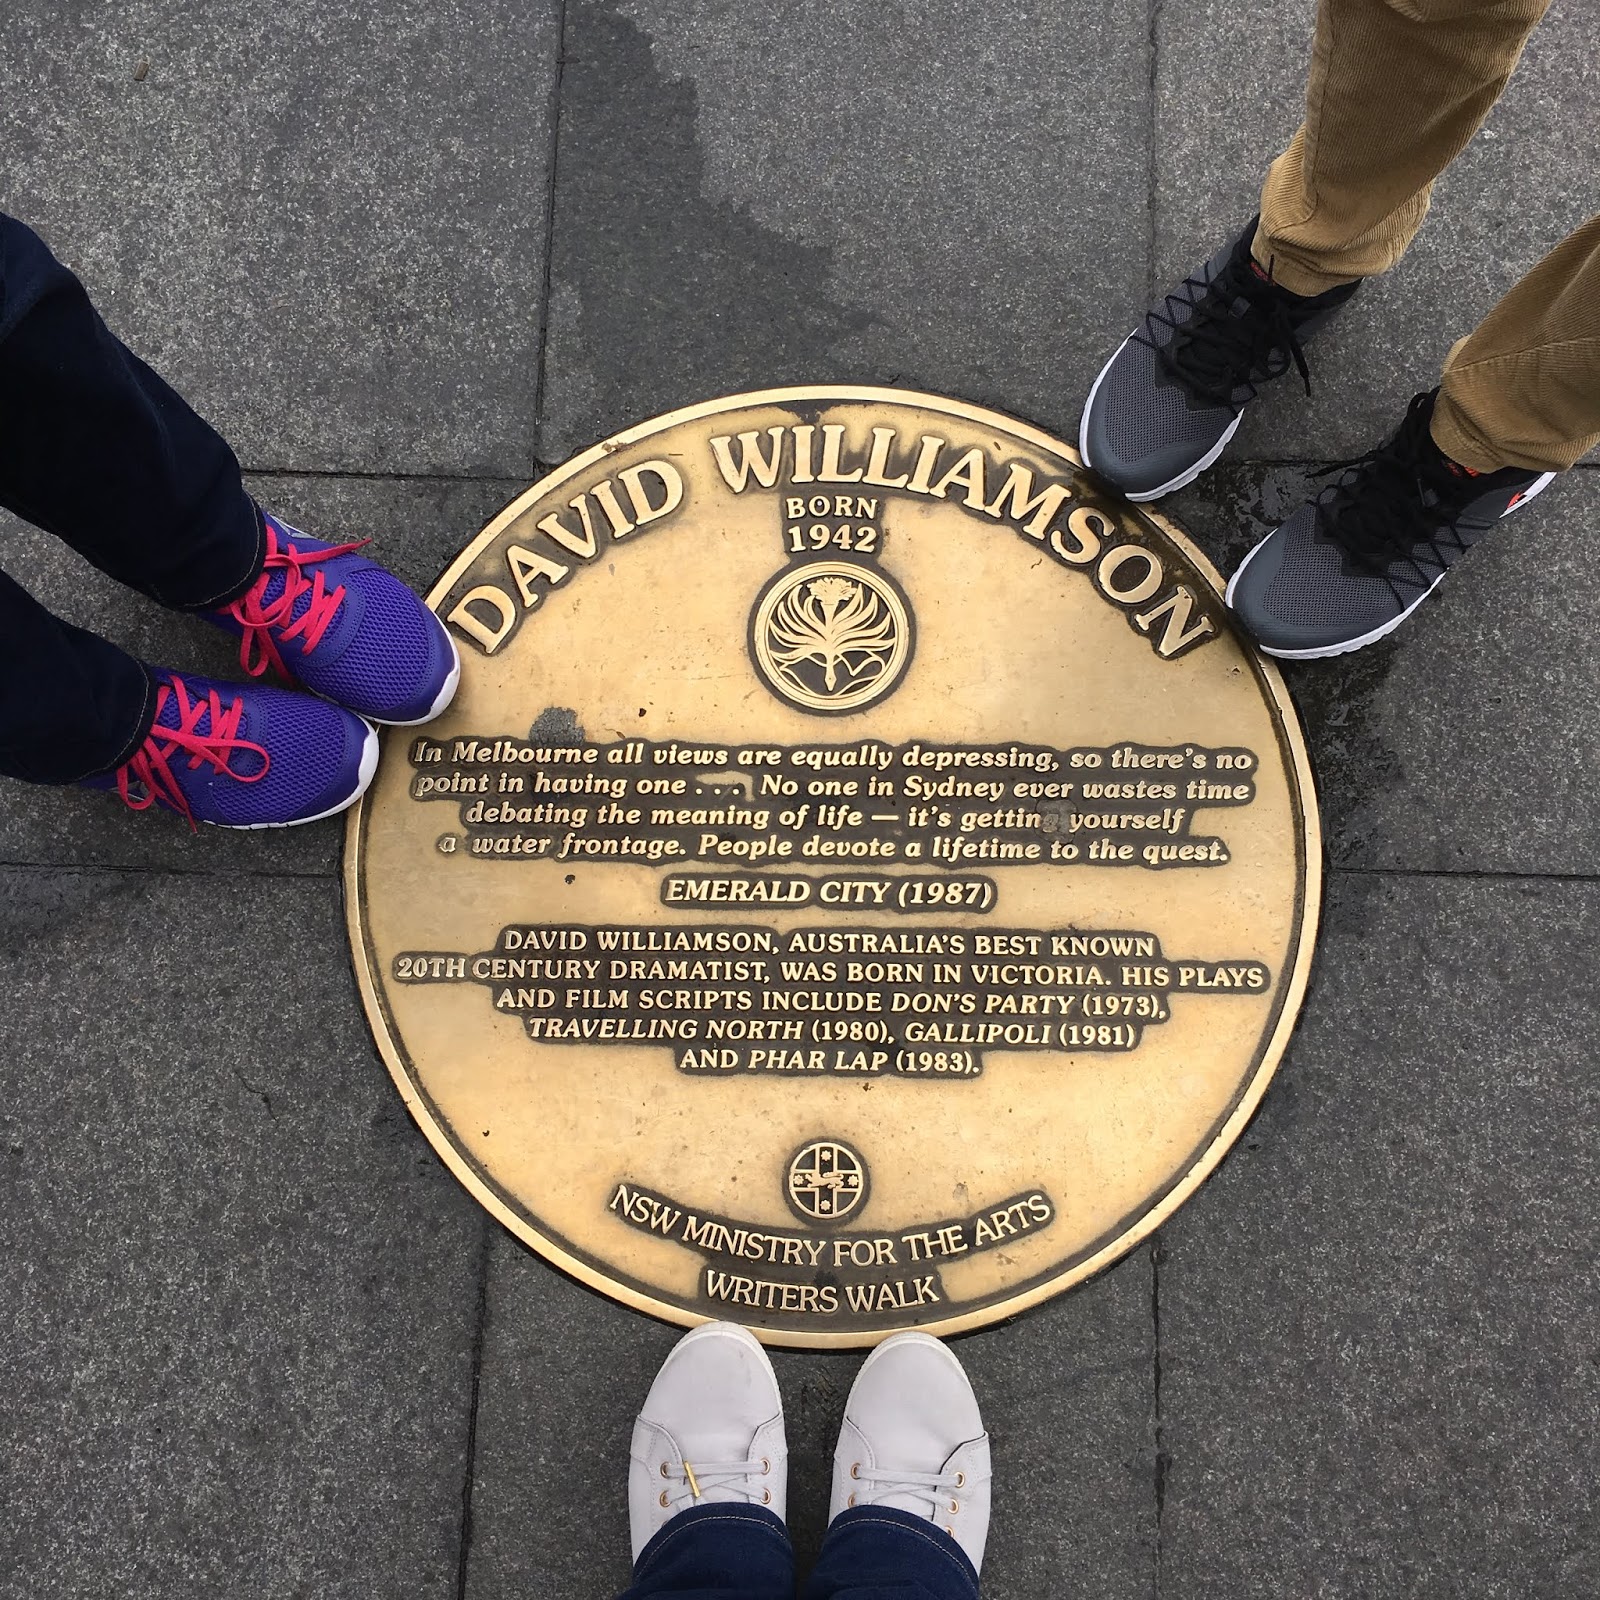 DAVID WILLIAMSON
BORN
1942
In Melbourne all views are equally depressing, so there's no
point in having one . . . No one in Sydney ever wastes time
debating the meaning of life — it's getting yourself
a water frontage. People devote a lifetime to the quest.
EMERALD CITY (1987)
DAVID WILLIAMSON, AUSTRALIA'S BEST KNOWN
20TH CENTURY DRAMATIST, WAS BORN IN VICTORIA. HIS PLAYS
AND FILM SCRIPTS INCLUDE DON'S PARTY (1973),
TRAVELLING NORTH (1980), GALLIPOLI (1981)
AND PHAR LAP (1983).
NSW MINISTRY FOR THE ARTS
WRITERS WALK